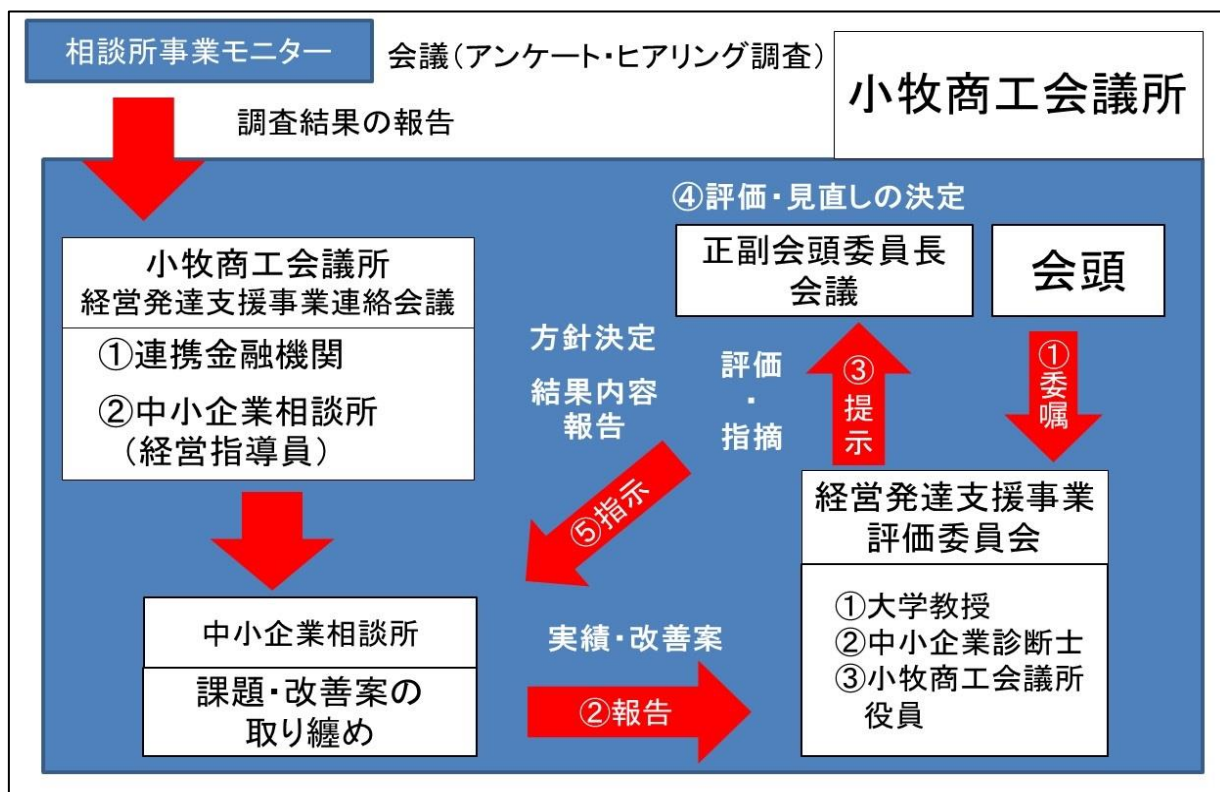 相談所事業モニター
会議(アンケート・ヒアリング調査)
小牧商工会議所
調査結果の報告
小牧商工会議所
経営発達支援事業連絡会議
①連携金融機関
②中小企業相談所
(経営指導員)
④評価・見直しの決定
正副会頭委員長
会議
会頭
方針決定
結果内容
報告
評価
・
指摘
③
提
示
①
委
嘱
⑤指示
経営発達支援事業
評価委員会
①大学教授
②中小企業診断士
③小牧商工会議所
役員
中小企業相談所
課題・改善案の
取り纏め
実績・改善案
②報告